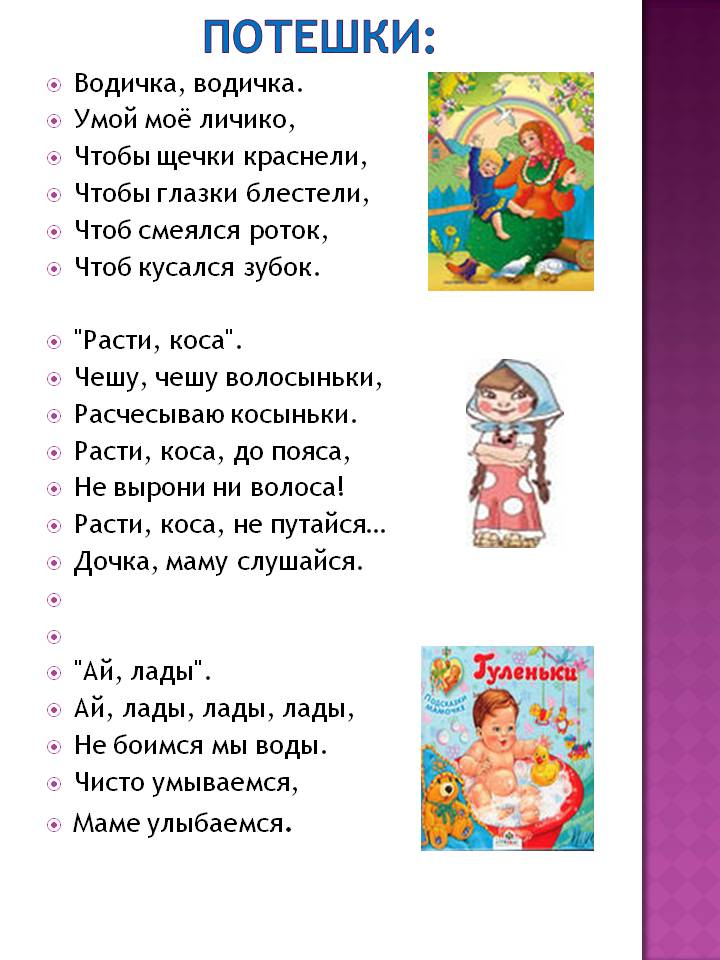 ПОТЕШКИ:
Водичка, водичка.
Умой моё личико,
Чтобы щечки краснели,
Чтобы глазки блестели,
Чтоб смеялся роток,
Чтоб кусался зубок.
"Расти, коса".
Чешу, чешу волосыньки,
Расчесываю косыньки.
Расти, коса, до пояса,
Не вырони ни волоса!
Расти, коса, не путайся…
Дочка, маму слушайся.
"Ай, лады".
Ай, лады, лады, лады,
Не боимся мы воды.
Чисто умываемся,
Маме улыбаемся.
Гуленьки
Подсказки
мамочке